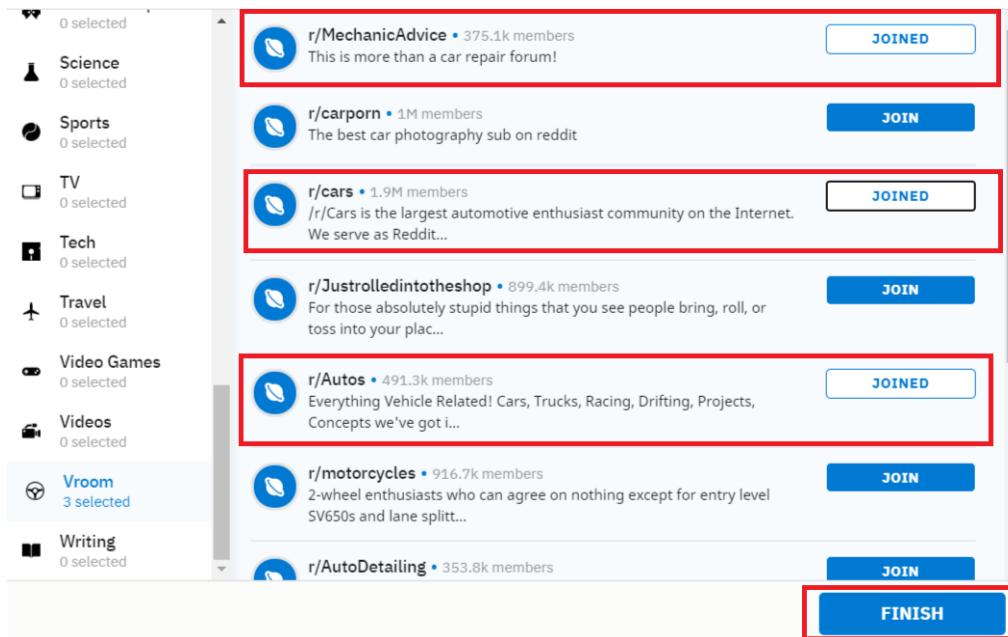 0 selected
Science
0 selected
Sports
0 selected
TV
0 selected
Tech
0 selected
Travel
0 selected
Video Games
0 selected
Videos
0 selected
Vroom
3 selected
Writing
0 selected
r/MechanicAdvice • 375.1k members
This is more than a car repair forum!
JOINED
r/carporn • 1M members
The best car photography sub on reddit
JOIN
r/cars • 1.9M members
/r/Cars is the largest automotive enthusiast community on the Internet.
We serve as Reddit...
JOINED
r/Justrolledintotheshop • 899.4k members
For those absolutely stupid things that you see people bring, roll, or
toss into your plac...
JOIN
r/Autos • 491.3k members
Everything Vehicle Related! Cars, Trucks, Racing, Drifting, Projects,
Concepts we've got i...
JOINED
r/motorcycles • 916.7k members
2-wheel enthusiasts who can agree on nothing except for entry level
SV650s and lane splitt...
JOIN
r/AutoDetailing • 353.8k members
JOIN
FINISH